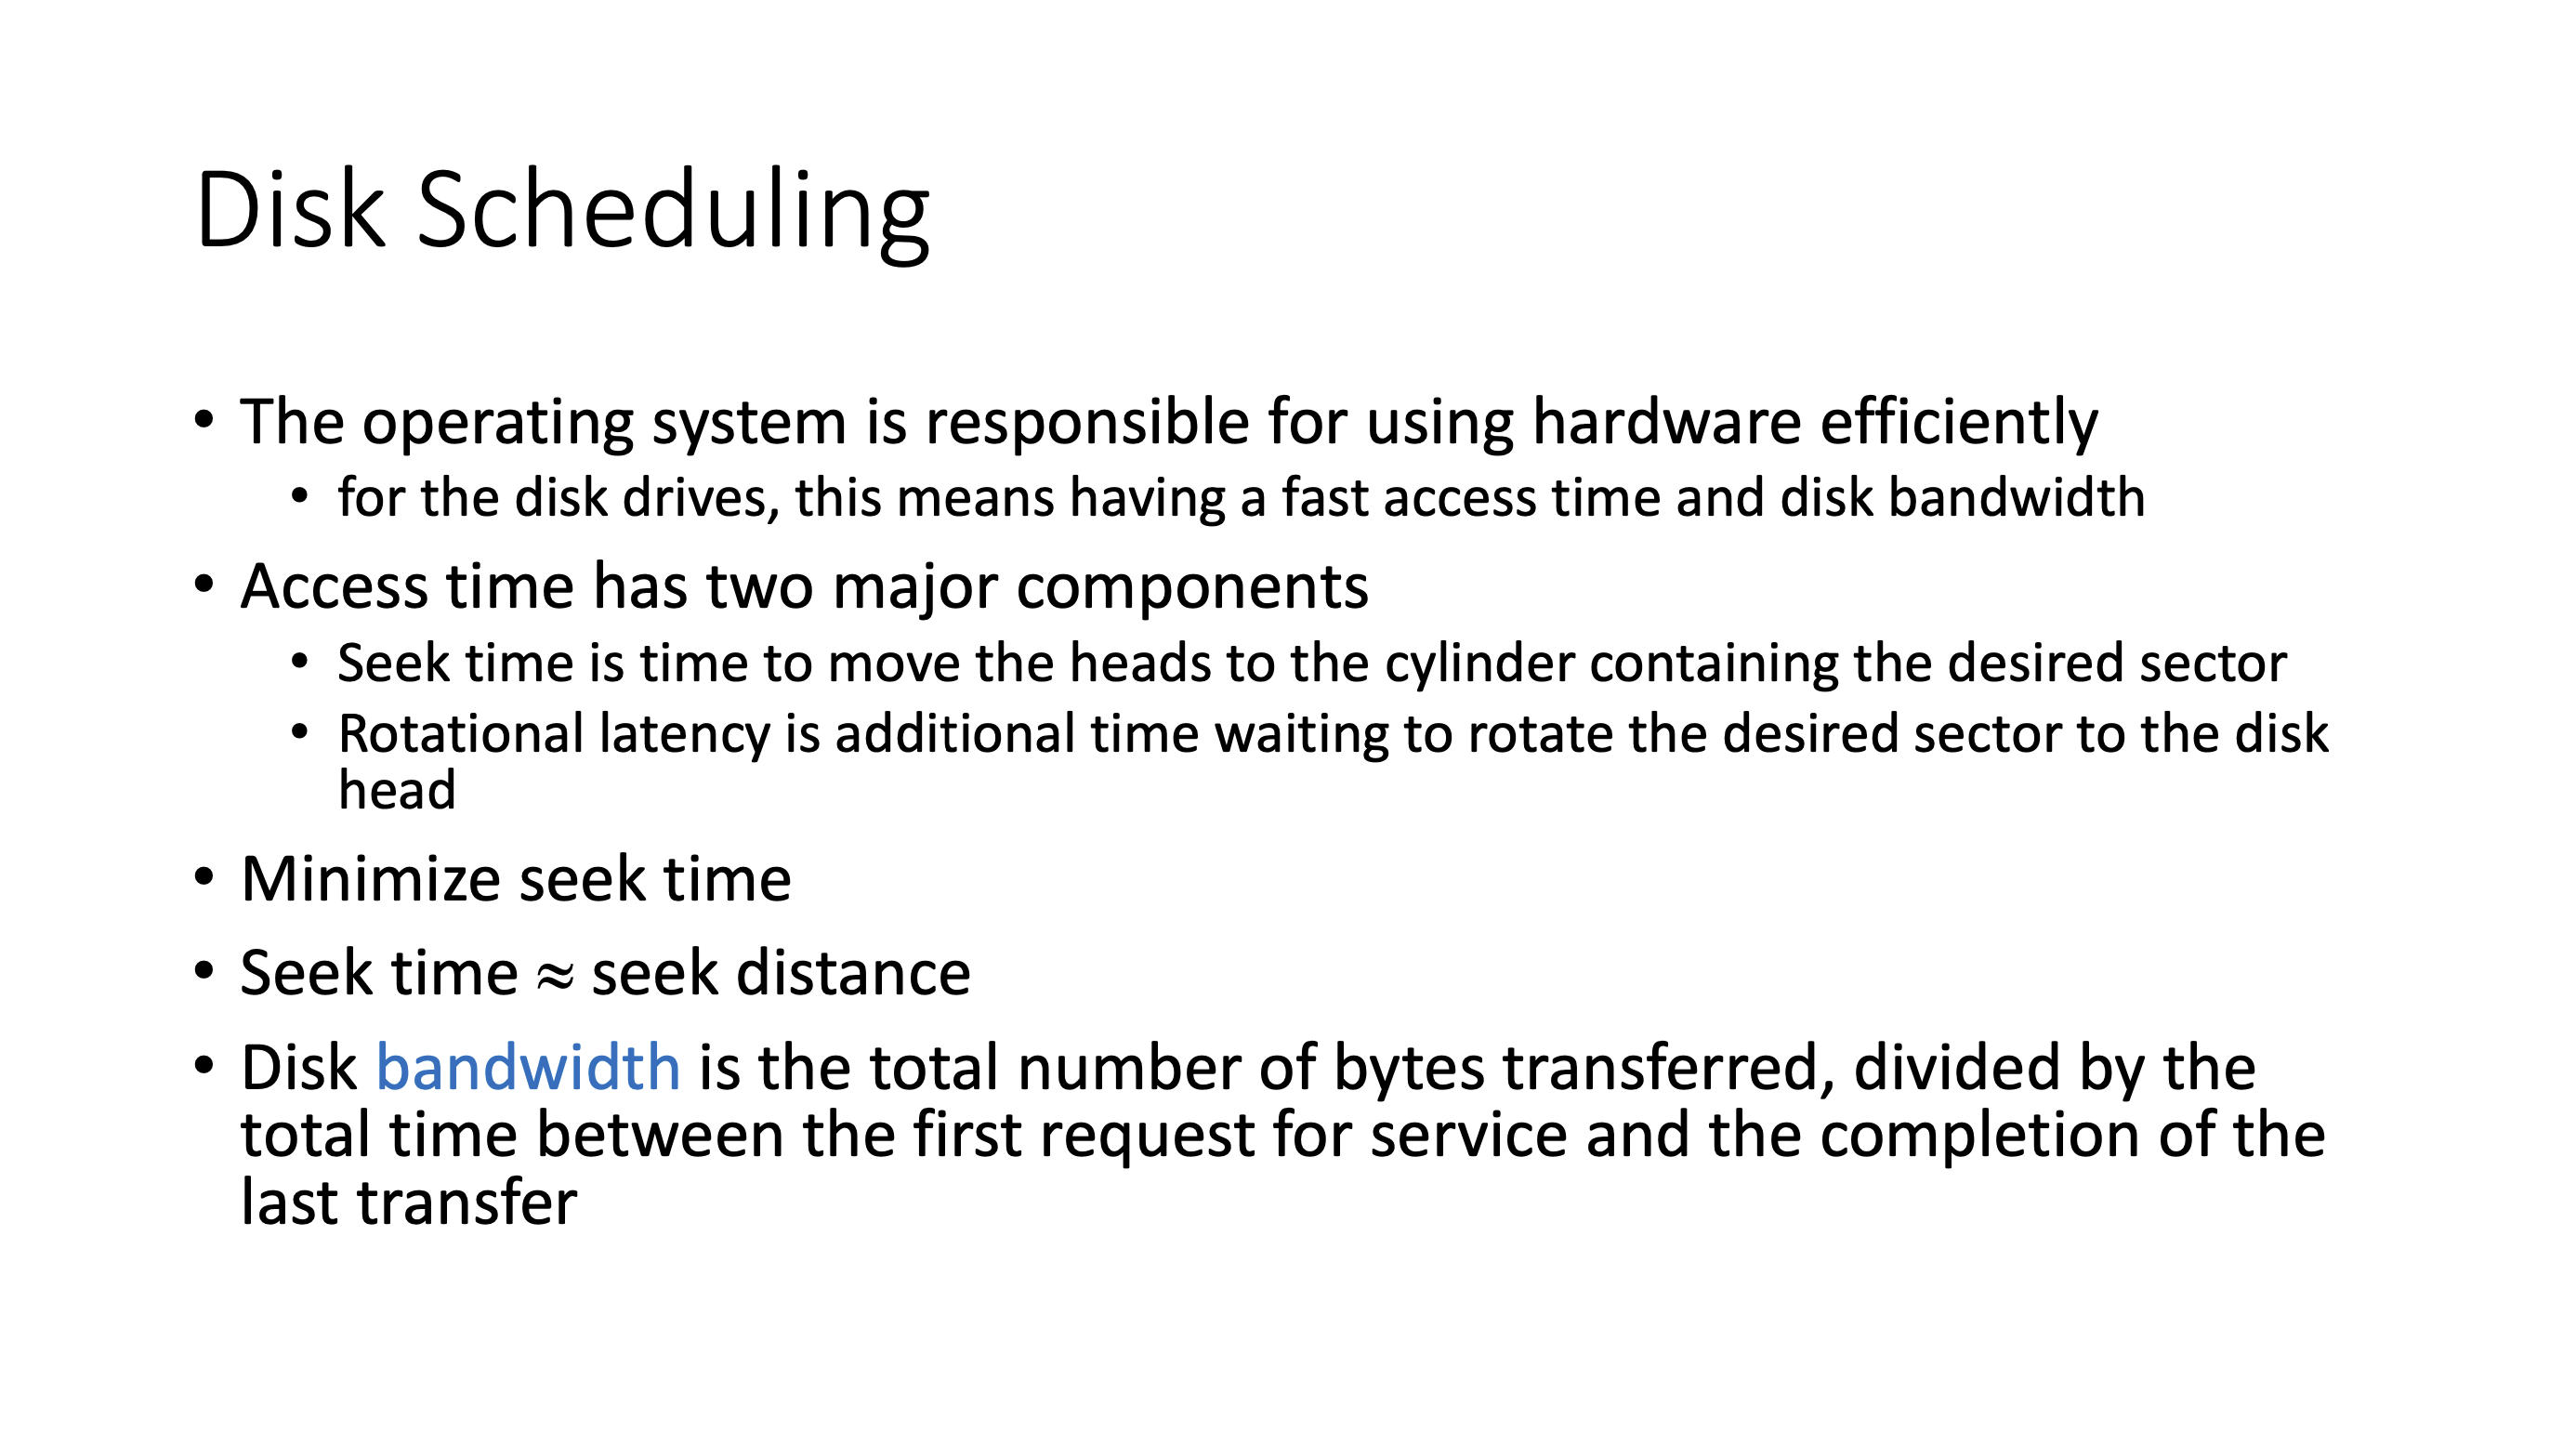 Disk Scheduling
• The operating system is responsible for using hardware efficiently
• for the disk drives, this means having a fast access time and disk bandwidth
• Access time has two major components
• Seek time is time to move the heads to the cylinder containing the desired sector
• Rotational latency is additional time waiting to rotate the desired sector to the disk
head
• Minimize seek time
• Seek time ≈ seek distance
• Disk bandwidth is the total number of bytes transferred, divided by the
total time between the first request for service and the completion of the
last transfer